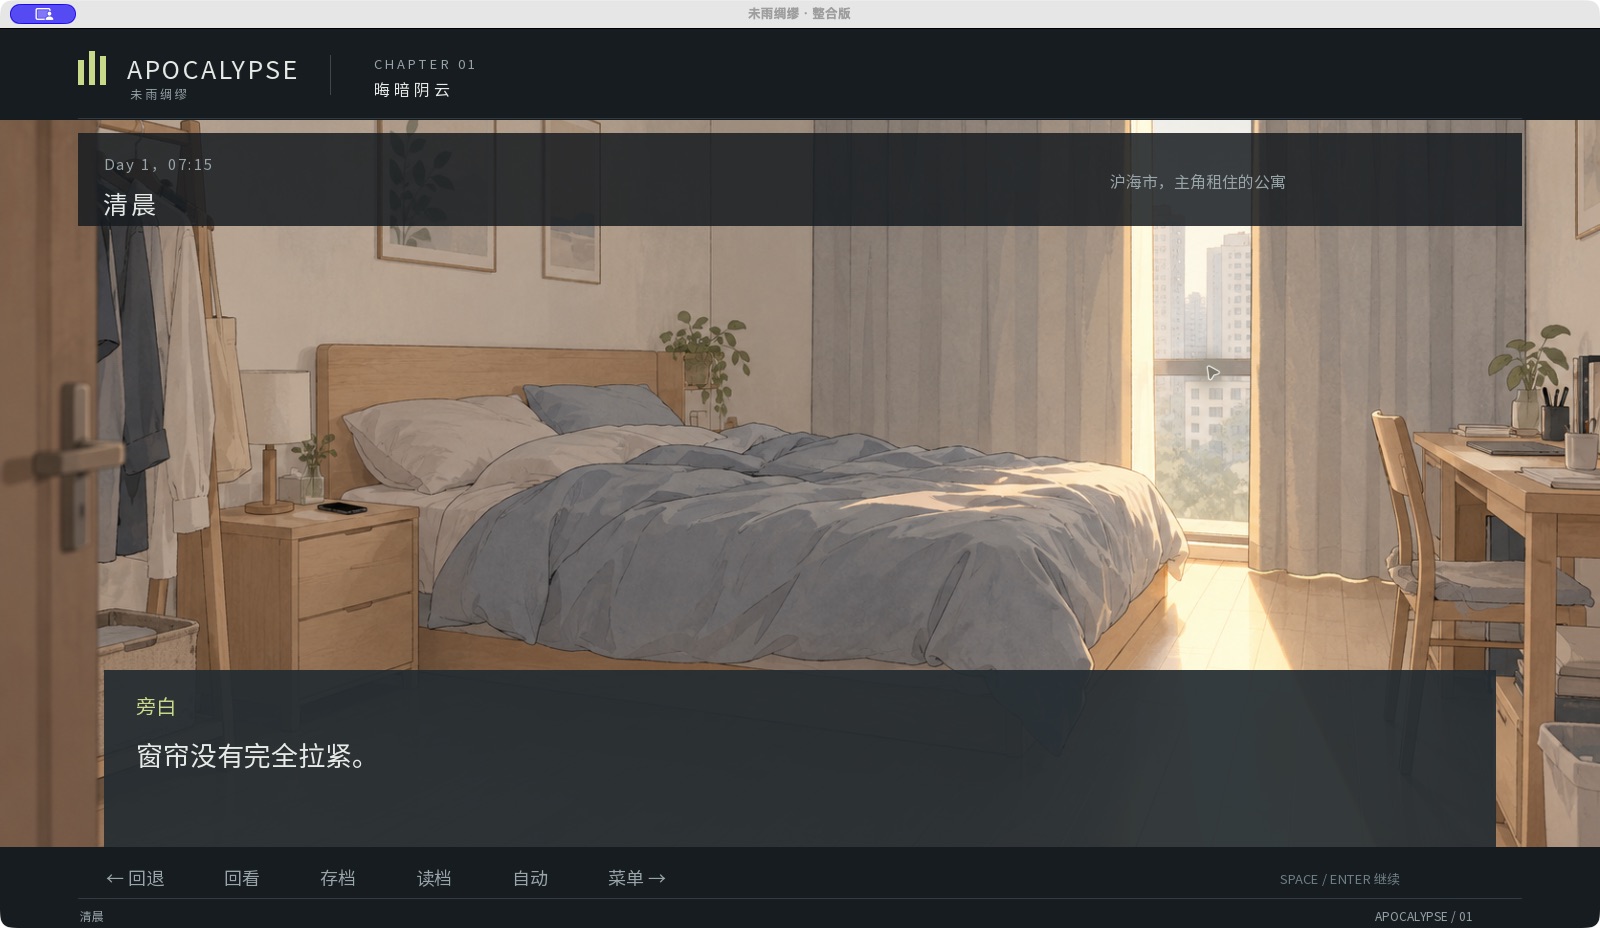 未雨绸缪 · 整合版
APOCALYPSE
未雨绸缪
CHAPTER 01
晦暗阴云
Day 1，07:15
清晨
沪海市，主角租住的公寓
旁白
窗帘没有完全拉紧。
← 回退 回看 存档 读档 自动 菜单 →
SPACE / ENTER 继续
清晨
APOCALYPSE / 01